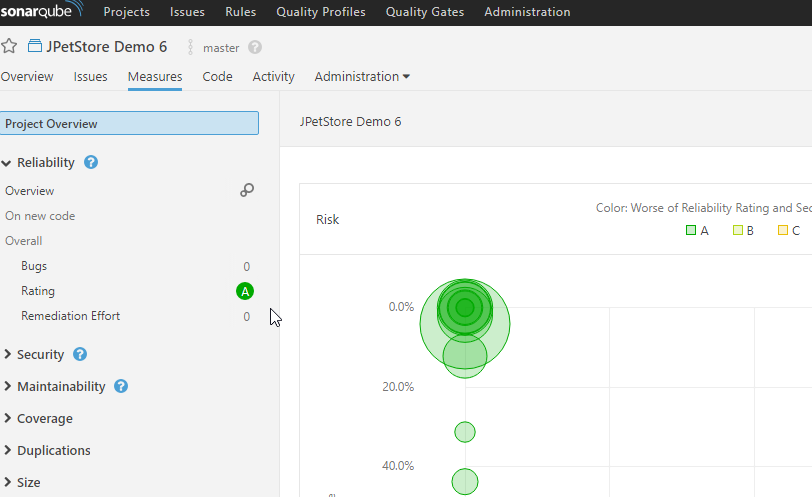 sonarqube Projects Issues Rules Quality Profiles Quality Gates Administration
JPetStore Demo 6 master ?
Overview Issues Measures Code Activity Administration
Project Overview
JPetStore Demo 6
Reliability ?
Overview
On new code
Overall
Bugs 0
Rating A
Remediation Effort 0
Security ?
Maintainability ?
Coverage
Duplications
Size
Risk
Color: Worse of Reliability Rating and Sec
A B C
0.0%
20.0%
40.0%